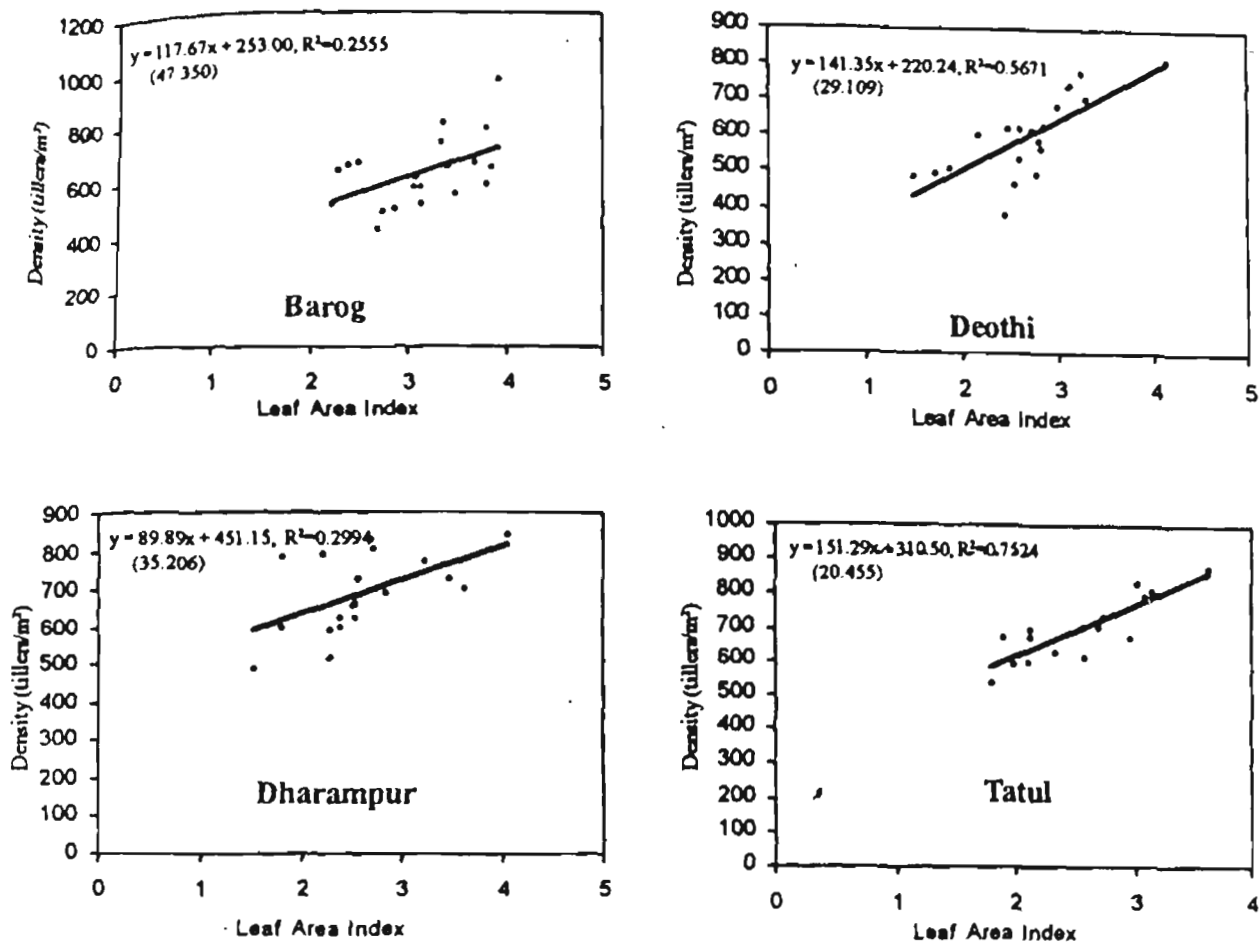 1200
1000
800
600
400
200
0
Density (tillers/m²)
y=117.67x+253.00, R²=0.2555
(47.350)
Barog
0 1 2 3 4 5
Leaf Area Index
900
800
700
600
500
400
300
200
100
0
Density (tillers/m²)
y=141.35x+220.24, R²=0.5671
(29.109)
Deothi
0 1 2 3 4 5
Leaf Area Index
900
800
700
600
500
400
300
200
100
0
Density (tillers/m²)
y=89.89x+451.15, R²=0.2994
(35.206)
Dharampur
0 1 2 3 4 5
Leaf Area Index
1000
900
800
700
600
500
400
300
200
100
0
Density (tillers/m²)
y=151.29x+310.50, R²=0.7524
(20.455)
Tatul
0 1 2 3 4
Leaf Area Index